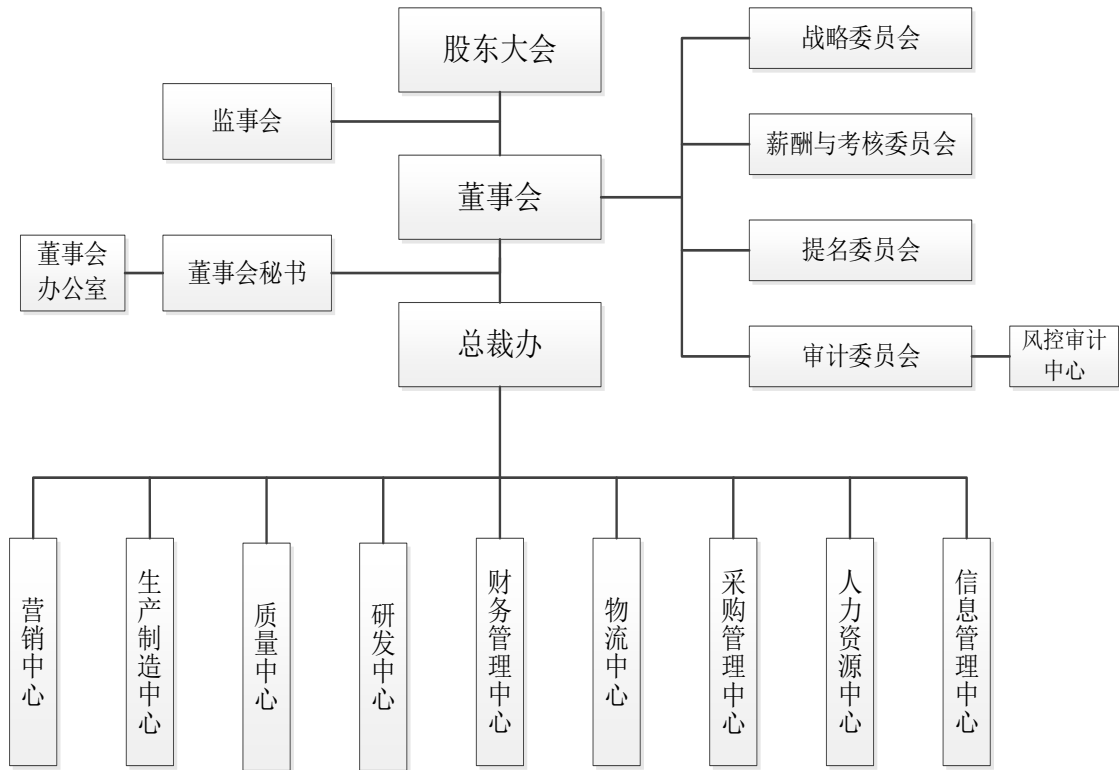 股东大会
战略委员会
监事会
薪酬与考核委员会
董事会
提名委员会
董事会
办公室
董事会秘书
总裁办
审计委员会
风控审计
中心
营销中心
生产制造中心
质量中心
研发中心
财务管理中心
物流中心
采购管理中心
人力资源中心
信息管理中心